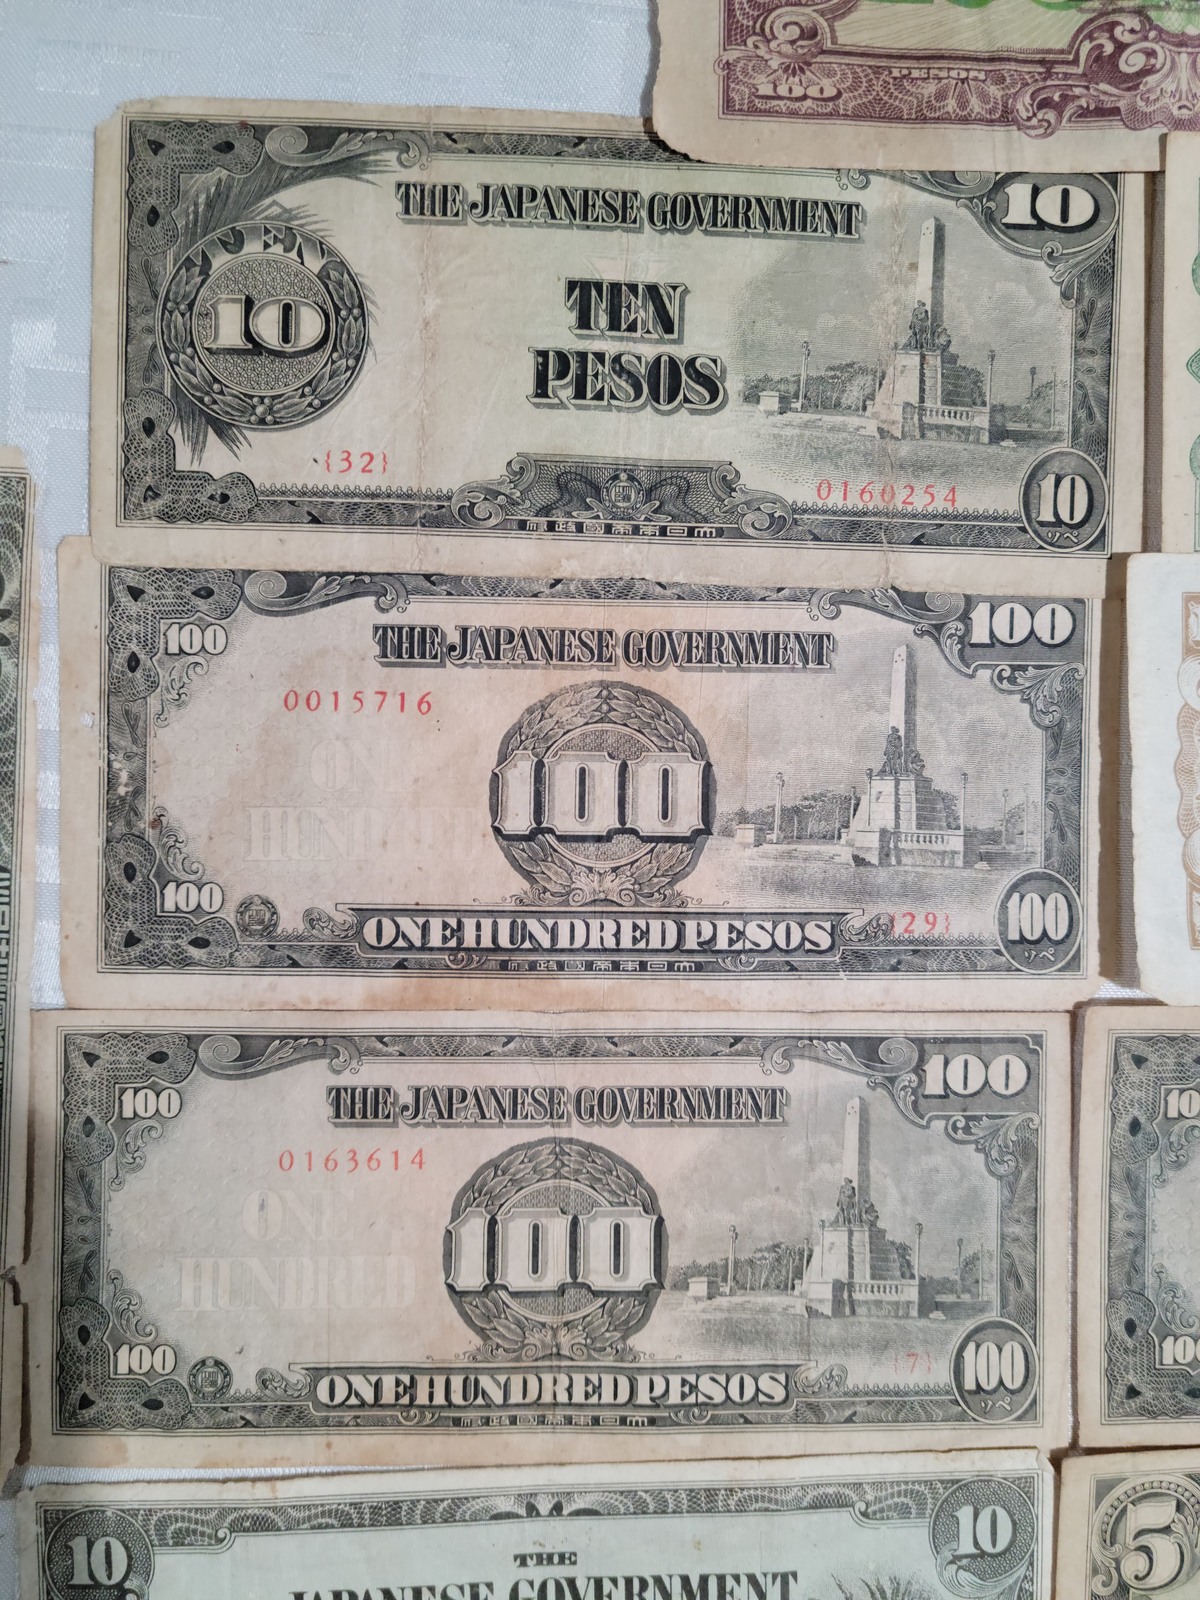 PESOS
100
THE JAPANESE GOVERNMENT
10
10
TEN
PESOS
{32}
0160254
10
ソペ
府政國帝本日大
100
THE JAPANESE GOVERNMENT
100
0015716
ONE
HUNDRED
100
100
ONE HUNDRED PESOS
{29}
100
ソペ
府政國帝本日大
100
THE JAPANESE GOVERNMENT
100
0163614
ONE
HUNDRED
100
100
ONE HUNDRED PESOS
{7}
100
ソペ
府政國帝本日大
10
10
THE
JAPANESE GOVERNMENT
5